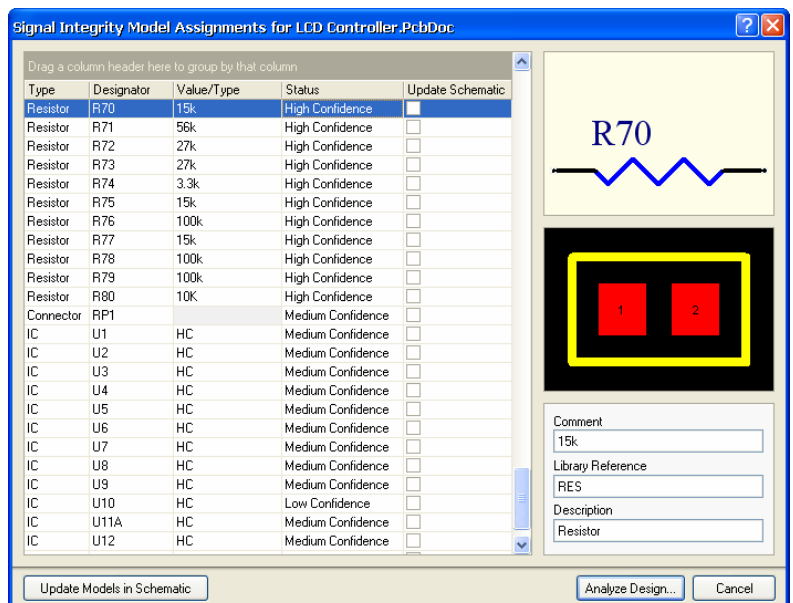 Signal Integrity Model Assignments for LCD Controller.PcbDoc
Drag a column header here to group by that column
Type Designator Value/Type Status Update Schematic
Resistor R70 15k High Confidence
Resistor R71 56k High Confidence
Resistor R72 27k High Confidence
Resistor R73 27k High Confidence
Resistor R74 3.3k High Confidence
Resistor R75 15k High Confidence
Resistor R76 100k High Confidence
Resistor R77 15k High Confidence
Resistor R78 100k High Confidence
Resistor R79 100k High Confidence
Resistor R80 10K High Confidence
Connector RP1 Medium Confidence
IC U1 HC Medium Confidence
IC U2 HC Medium Confidence
IC U3 HC Medium Confidence
IC U4 HC Medium Confidence
IC U5 HC Medium Confidence
IC U6 HC Medium Confidence
IC U7 HC Medium Confidence
IC U8 HC Medium Confidence
IC U9 HC Medium Confidence
IC U10 HC Low Confidence
IC U11A HC Medium Confidence
IC U12 HC Medium Confidence
R70
1 2
Comment
15k
Library Reference
RES
Description
Resistor
Update Models in Schematic
Analyze Design... Cancel